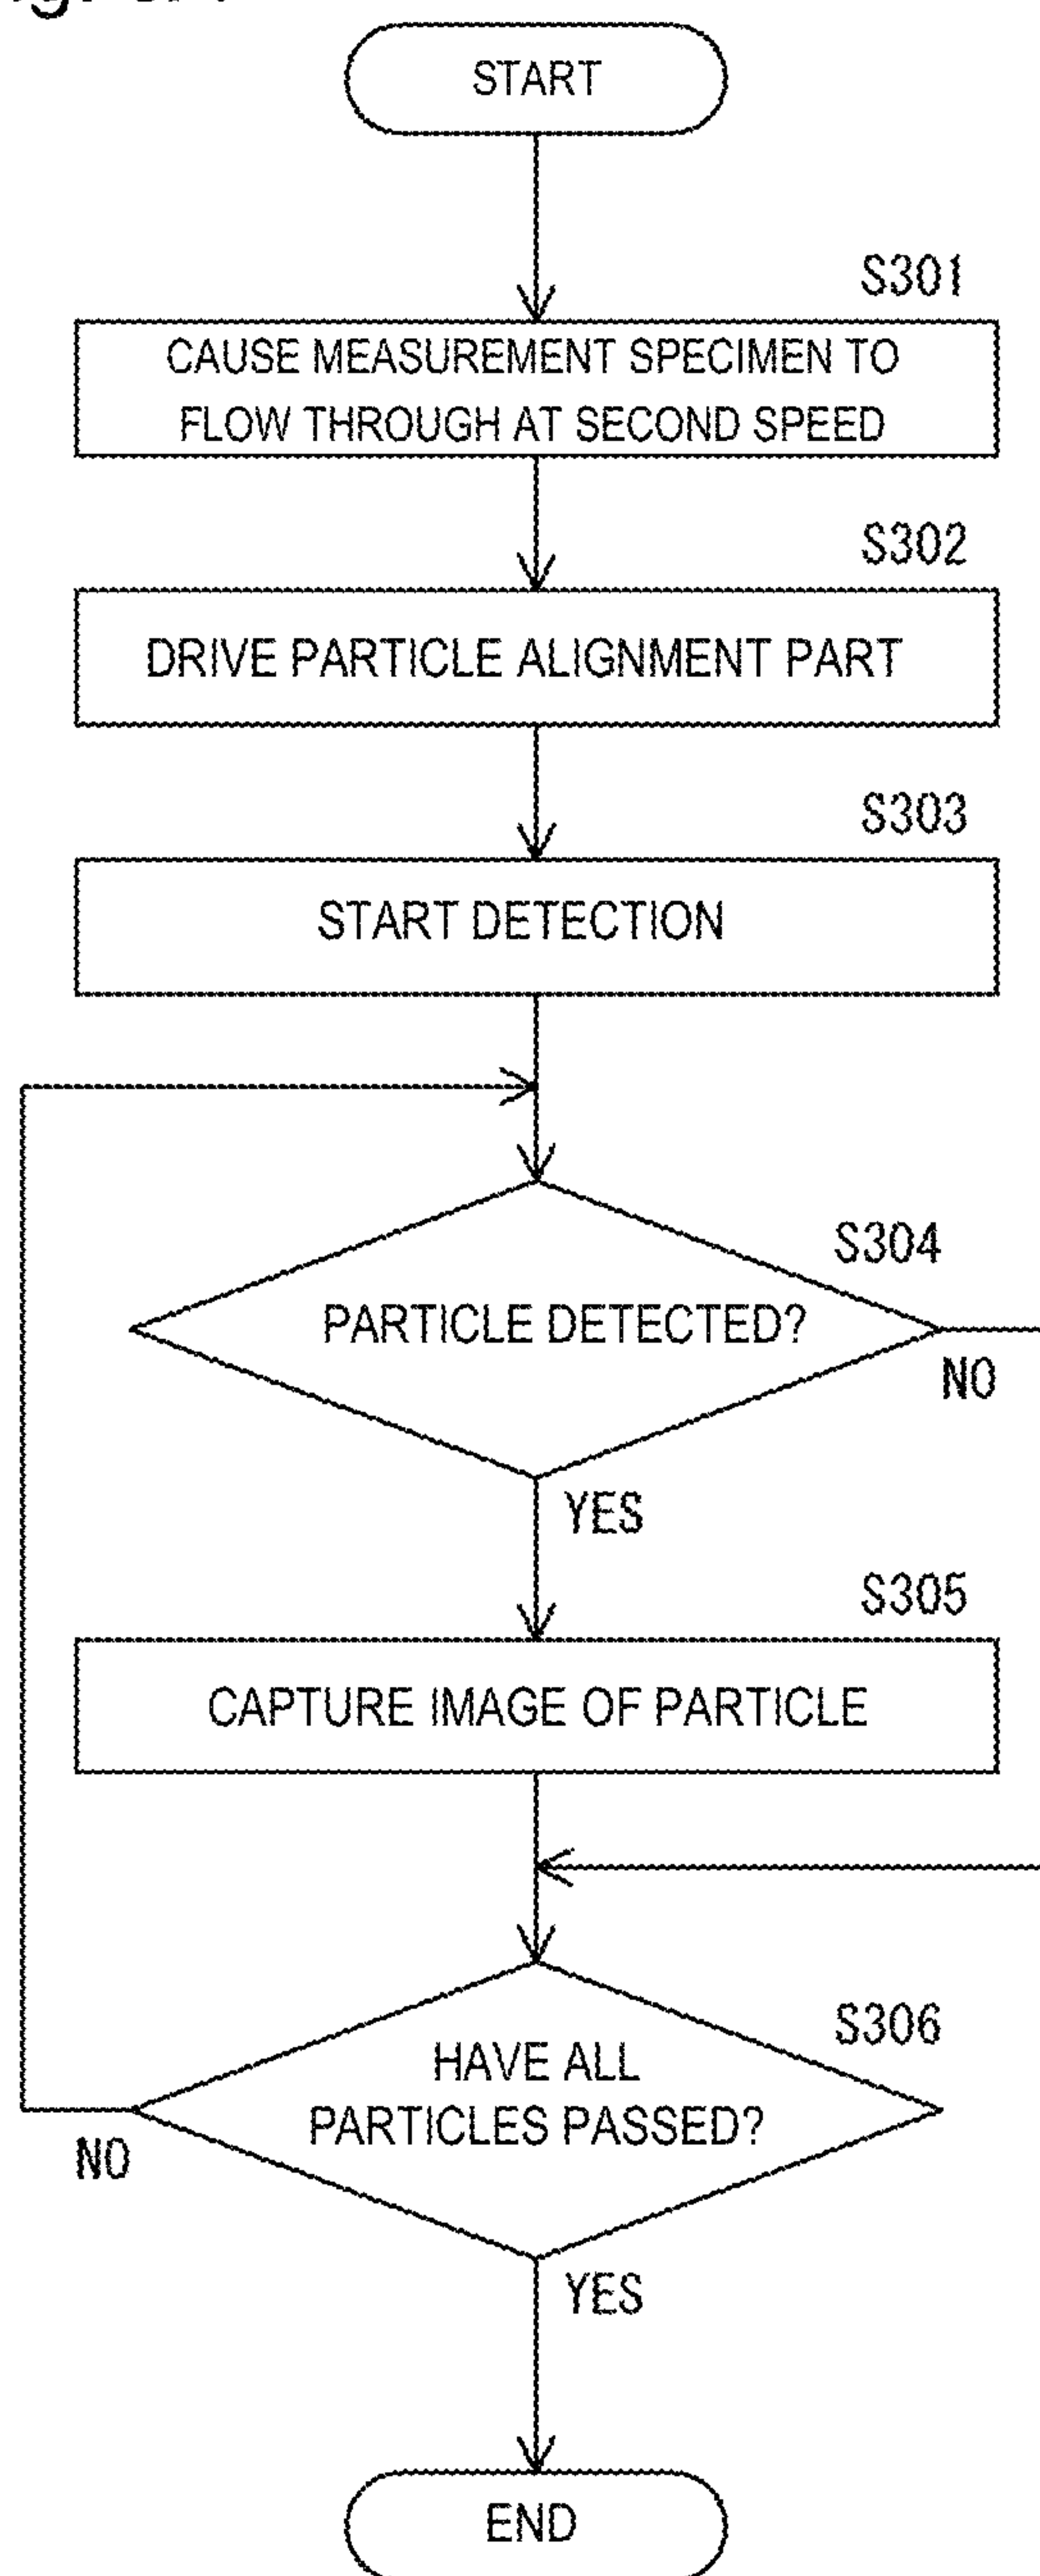 START
S301
CAUSE MEASUREMENT SPECIMEN TO
FLOW THROUGH AT SECOND SPEED
S302
DRIVE PARTICLE ALIGNMENT PART
S303
START DETECTION
S304
PARTICLE DETECTED?
NO
YES
S305
CAPTURE IMAGE OF PARTICLE
S306
HAVE ALL
PARTICLES PASSED?
NO
YES
END